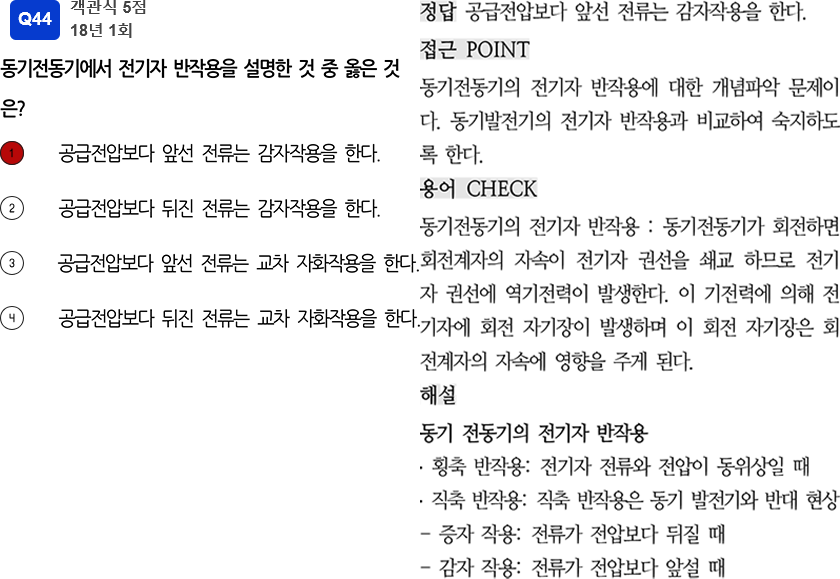 Q44
객관식 5점
18년 1회
동기전동기에서 전기자 반작용을 설명한 것 중 옳은 것
은?
1 공급전압보다 앞선 전류는 감자작용을 한다.
2 공급전압보다 뒤진 전류는 감자작용을 한다.
3 공급전압보다 앞선 전류는 교차 자화작용을 한다.
4 공급전압보다 뒤진 전류는 교차 자화작용을 한다.
정답 공급전압보다 앞선 전류는 감자작용을 한다.
접근 POINT
동기전동기의 전기자 반작용에 대한 개념파악 문제이
다. 동기발전기의 전기자 반작용과 비교하여 숙지하도
록 한다.
용어 CHECK
동기전동기의 전기자 반작용 : 동기전동기가 회전하면
회전계자의 자속이 전기자 권선을 쇄교 하므로 전기
자 권선에 역기전력이 발생한다. 이 기전력에 의해 전
기자에 회전 자기장이 발생하며 이 회전 자기장은 회
전계자의 자속에 영향을 주게 된다.
해설
동기 전동기의 전기자 반작용
· 횡축 반작용: 전기자 전류와 전압이 동위상일 때
· 직축 반작용: 직축 반작용은 동기 발전기와 반대 현상
- 증자 작용: 전류가 전압보다 뒤질 때
- 감자 작용: 전류가 전압보다 앞설 때